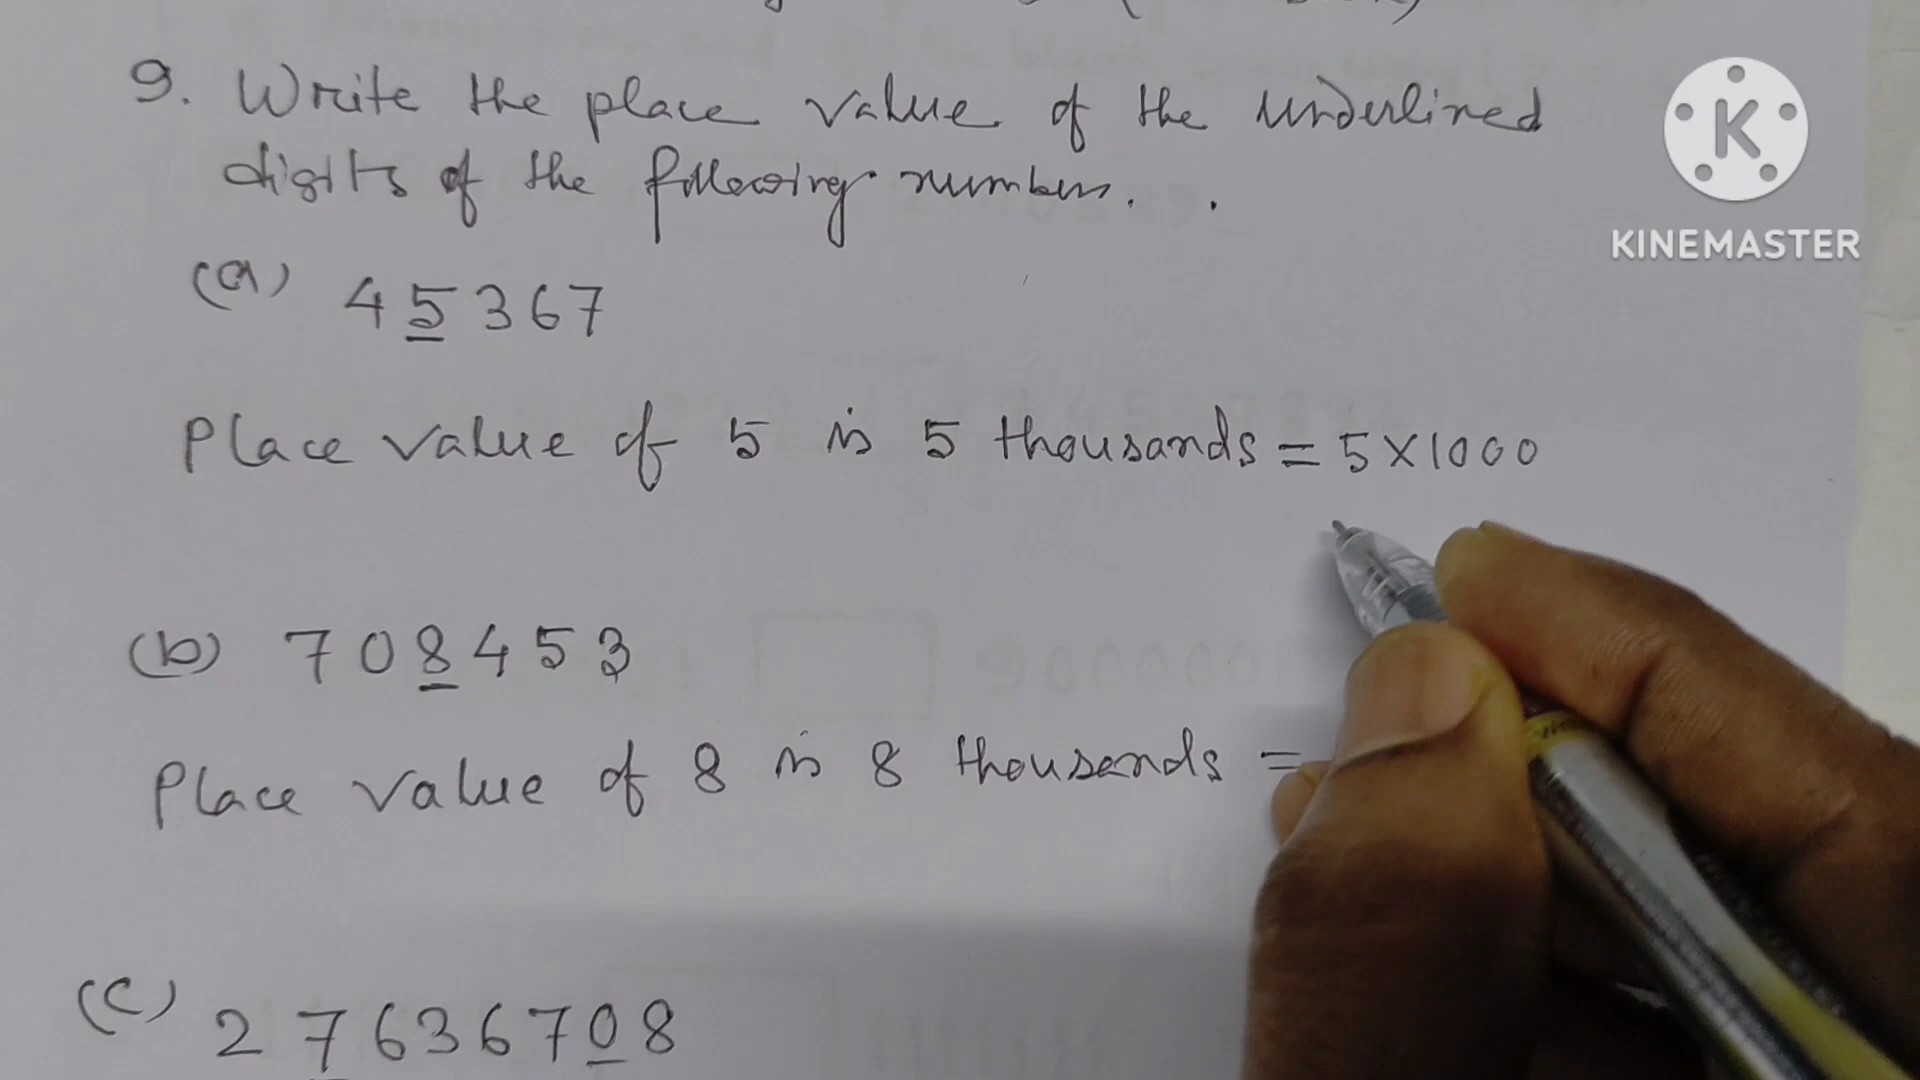 9. Write the place value of the underlined
digits of the following numbers.
K
KINEMASTER
(a) 45367
Place value of 5 is 5 thousands = 5×1000
(b) 708453
Place value of 8 is 8 thousands =
(c) 27636708